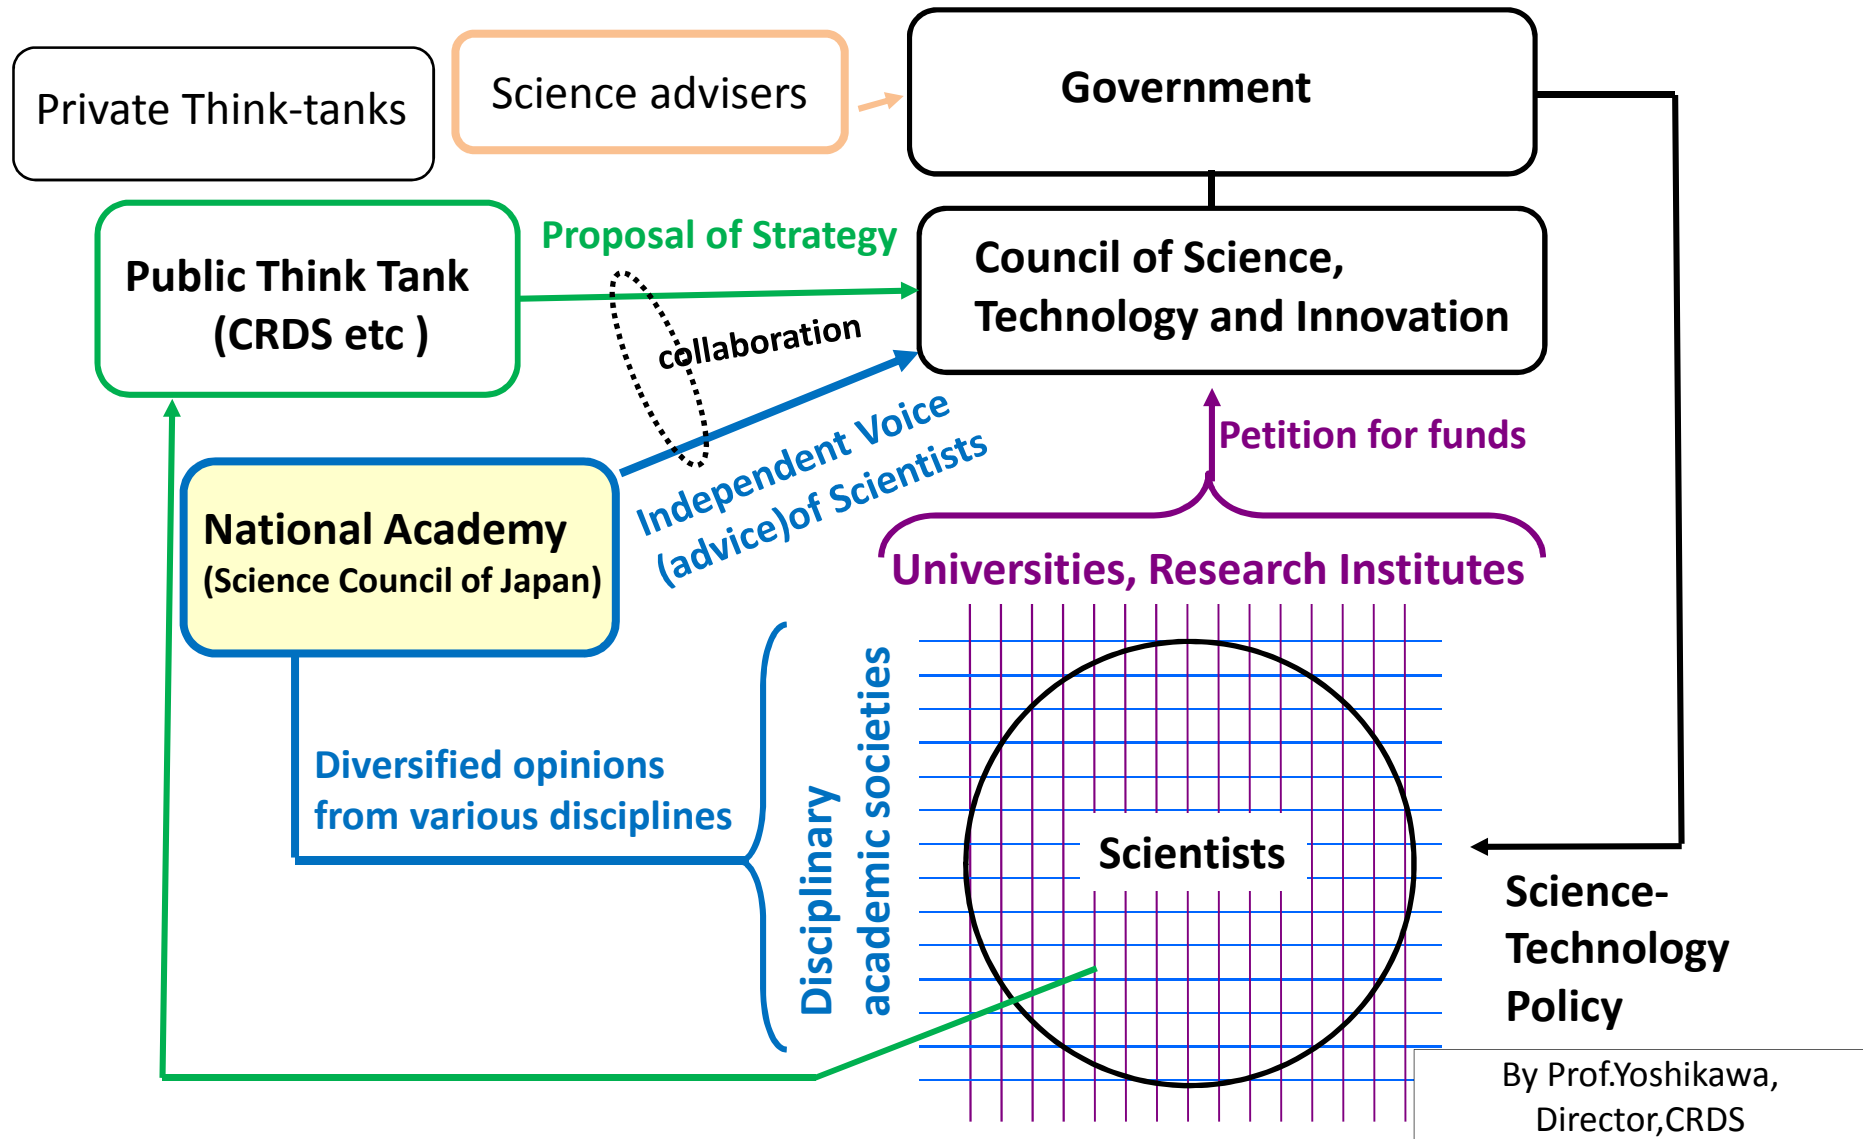 Private Think-tanks
Science advisers
Government
Public Think Tank
(CRDS etc )
Proposal of Strategy
Council of Science,
Technology and Innovation
collaboration
Independent Voice
(advice)of Scientists
Petition for funds
National Academy
(Science Council of Japan)
Universities, Research Institutes
Diversified opinions
from various disciplines
Disciplinary
academic societies
Scientists
Science-
Technology
Policy
By Prof.Yoshikawa,
Director,CRDS